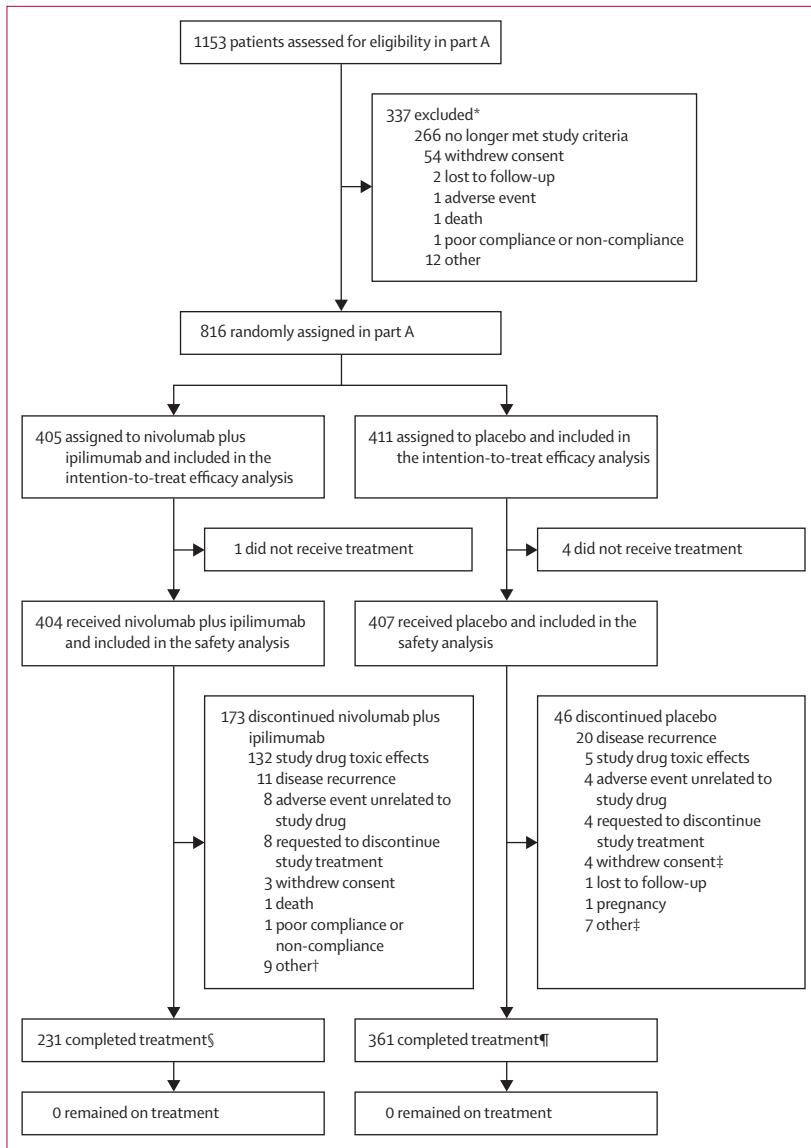 1153 patients assessed for eligibility in part A
337 excluded*
266 no longer met study criteria
54 withdrew consent
2 lost to follow-up
1 adverse event
1 death
1 poor compliance or non-compliance
12 other
816 randomly assigned in part A
405 assigned to nivolumab plus
ipilimumab and included in the
intention-to-treat efficacy analysis
411 assigned to placebo and included in
the intention-to-treat efficacy analysis
1 did not receive treatment
4 did not receive treatment
404 received nivolumab plus ipilimumab
and included in the safety analysis
407 received placebo and included in the
safety analysis
173 discontinued nivolumab plus
ipilimumab
132 study drug toxic effects
11 disease recurrence
8 adverse event unrelated to
study drug
8 requested to discontinue
study treatment
3 withdrew consent
1 death
1 poor compliance or
non-compliance
9 other†
46 discontinued placebo
20 disease recurrence
5 study drug toxic effects
4 adverse event unrelated to
study drug
4 requested to discontinue
study treatment
4 withdrew consent‡
1 lost to follow-up
1 pregnancy
7 other‡
231 completed treatment§
361 completed treatment¶
0 remained on treatment
0 remained on treatment